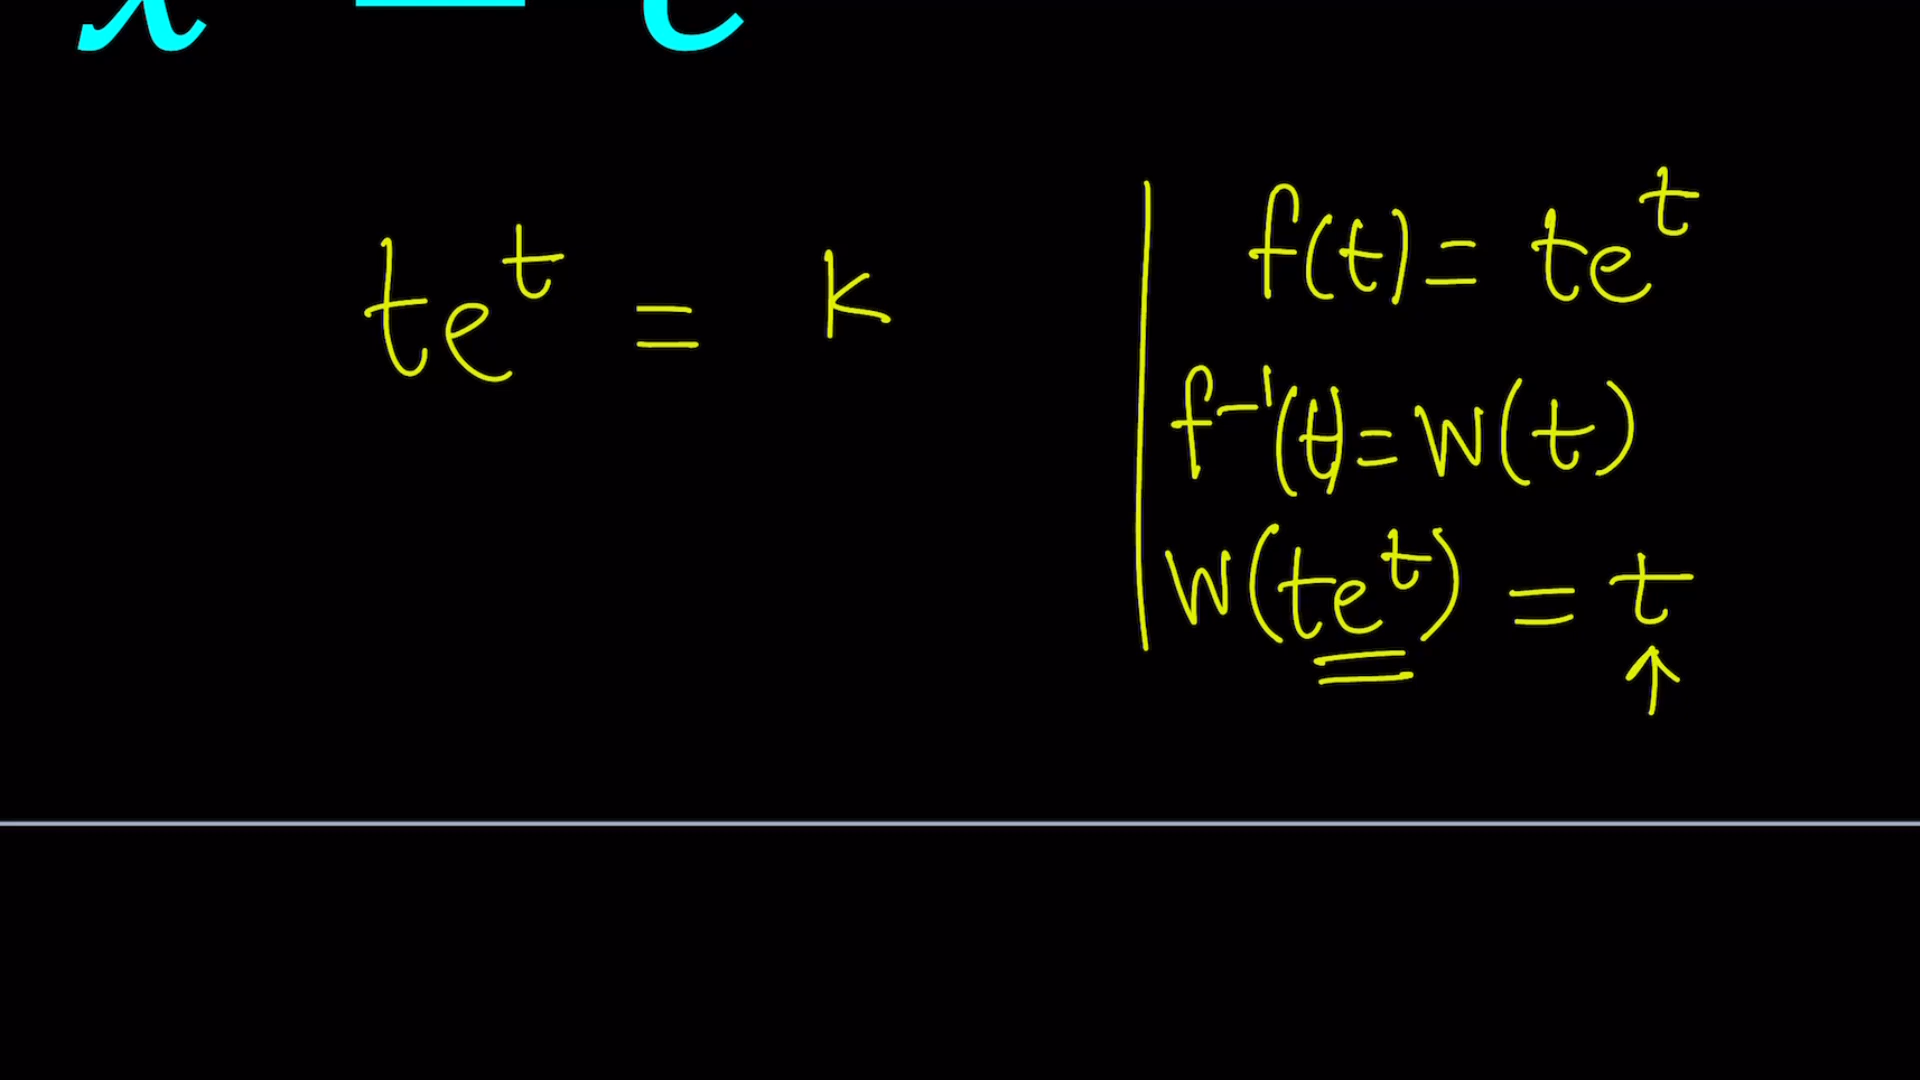 te^t = k
f(t) = te^t
f^-1(t) = W(t)
W(te^t) = t